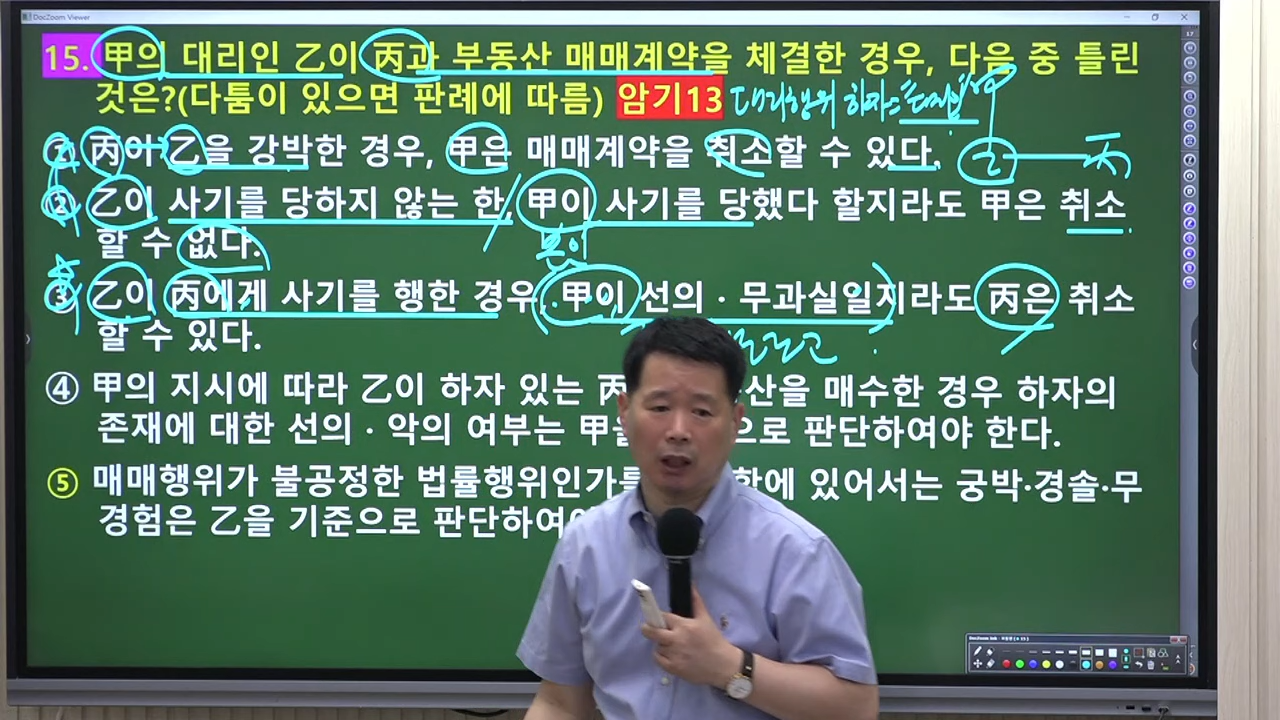 DocZoom Viewer
15. 甲의 대리인 乙이 丙과 부동산 매매계약을 체결한 경우, 다음 중 틀린
것은?(다툼이 있으면 판례에 따름) 암기13 대리행위 하자
① 丙이 乙을 강박한 경우, 甲은 매매계약을 취소할 수 있다.
乙 丙
② 乙이 사기를 당하지 않는 한, 甲이 사기를 당했다 할지라도 甲은 취소
할 수 없다.
본인
③ 乙이 丙에게 사기를 행한 경우, 甲이 선의·무과실일지라도 丙은 취소
할 수 있다.
④ 甲의 지시에 따라 乙이 하자 있는 丙 산을 매수한 경우 하자의
존재에 대한 선의·악의 여부는 甲을 으로 판단하여야 한다.
⑤ 매매행위가 불공정한 법률행위인가를 함에 있어서는 궁박·경솔·무
경험은 乙을 기준으로 판단하여야